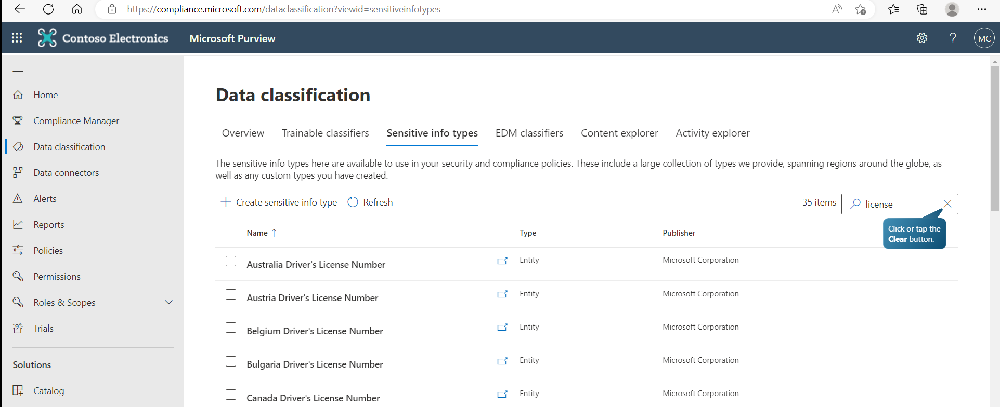 https://compliance.microsoft.com/dataclassification?viewid=sensitiveinfotypes
Contoso Electronics
Microsoft Purview
MC
Home
Compliance Manager
Data classification
Data connectors
Alerts
Reports
Policies
Permissions
Roles & Scopes
Trials
Solutions
Catalog
Data classification
Overview Trainable classifiers Sensitive info types EDM classifiers Content explorer Activity explorer
The sensitive info types here are available to use in your security and compliance policies. These include a large collection of types we provide, spanning regions around the globe, as
well as any custom types you have created.
Create sensitive info type Refresh 35 items license
Click or tap the
Clear button.
Name ↑ Type Publisher
Australia Driver's License Number Entity Microsoft Corporation
Austria Driver's License Number Entity Microsoft Corporation
Belgium Driver's License Number Entity Microsoft Corporation
Bulgaria Driver's License Number Entity Microsoft Corporation
Canada Driver's License Number Entity Microsoft Corporation